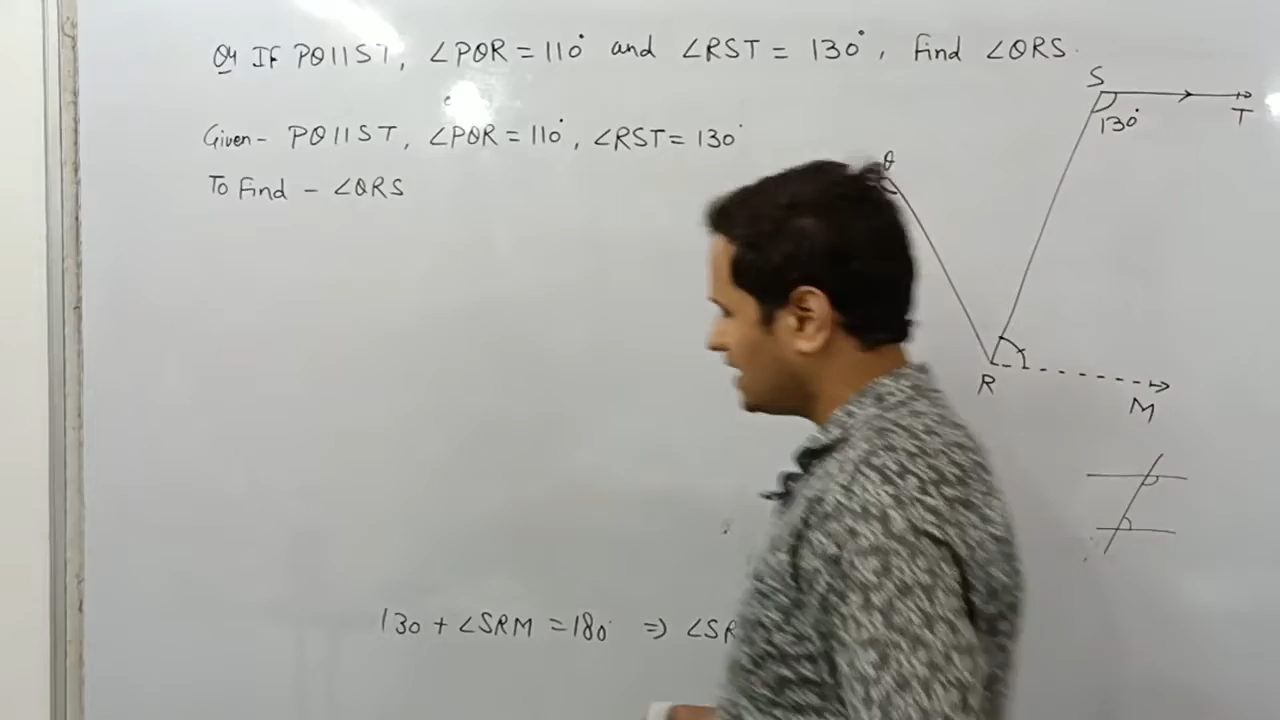 Q4 IF PQ||ST, ∠PQR = 110° and ∠RST = 130°, Find ∠QRS.
Given - PQ||ST, ∠PQR = 110°, ∠RST = 130°
To Find - ∠QRS
S
T
130°
Q
R
M
130 + ∠SRM = 180° ⇒ ∠SR